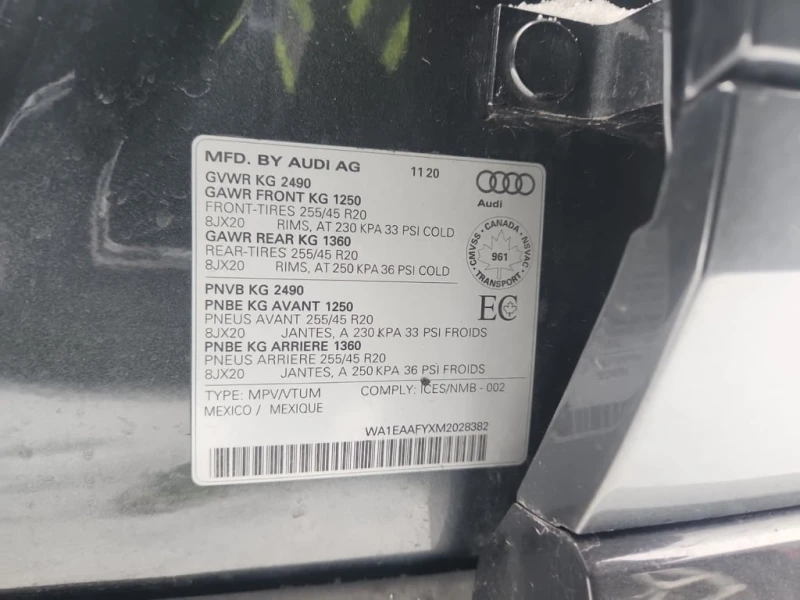 MFD. BY AUDI AG 11 20
Audi
GVWR KG 2490
GAWR FRONT KG 1250
FRONT-TIRES 255/45 R20
8JX20 RIMS, AT 230 KPA 33 PSI COLD
GAWR REAR KG 1360
REAR-TIRES 255/45 R20
8JX20 RIMS, AT 250 KPA 36 PSI COLD
CANADA
CMVSS - NSVAC
961
TRANSPORT
PNVB KG 2490
PNBE KG AVANT 1250
PNEUS AVANT 255/45 R20
8JX20 JANTES, A 230 KPA 33 PSI FROIDS
PNBE KG ARRIERE 1360
PNEUS ARRIERE 255/45 R20
8JX20 JANTES, A 250 KPA 36 PSI FROIDS
EC
TYPE: MPV/VTUM COMPLY: ICES/NMB - 002
MEXICO / MEXIQUE
WA1EAAFYXM2028382